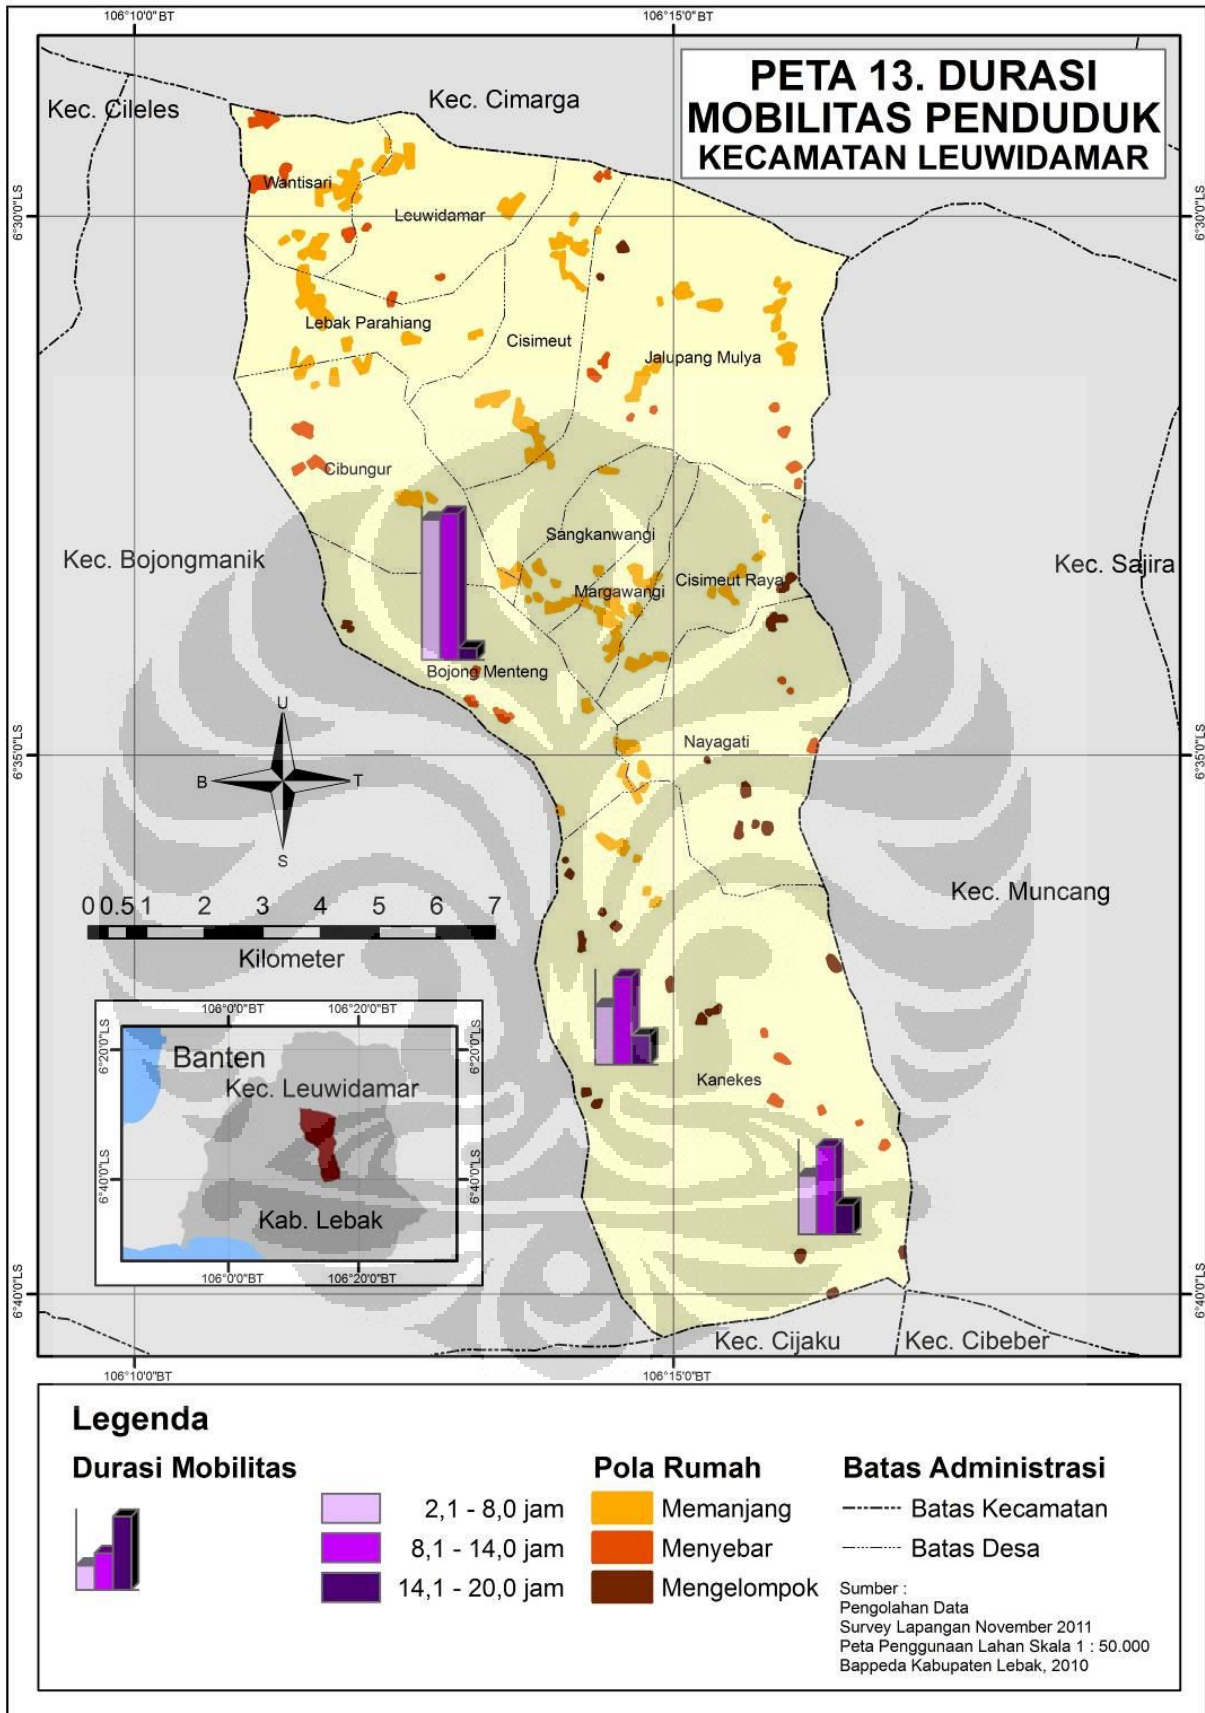 106°10'0"BT
106°15'0"BT
PETA 13. DURASI
MOBILITAS PENDUDUK
KECAMATAN LEUWIDAMAR
Kec. Cileles
Kec. Cimarga
Wantisari
Leuwidamar
6°30'0"LS
6°30'0"LS
Lebak Parahiang
Cisimeut
Jalupang Mulya
Cibungur
Sangkanwangi
Kec. Bojongmanik
Kec. Sajira
Cisimeut Raya
Margawangi
Bojong Menteng
U
B
T
S
Nayagati
6°35'0"LS
6°35'0"LS
Kec. Muncang
0 0.5 1 2 3 4 5 6 7
Kilometer
106°0'0"BT
106°20'0"BT
6°20'0"LS
6°20'0"LS
Banten
Kec. Leuwidamar
Kanekes
6°40'0"LS
6°40'0"LS
Kab. Lebak
106°0'0"BT
106°20'0"BT
6°40'0"LS
6°40'0"LS
Kec. Cijaku
Kec. Cibeber
106°10'0"BT
106°15'0"BT
Legenda
Durasi Mobilitas
2,1 - 8,0 jam
8,1 - 14,0 jam
14,1 - 20,0 jam
Pola Rumah
Memanjang
Menyebar
Mengelompok
Batas Administrasi
Batas Kecamatan
Batas Desa
Sumber :
Pengolahan Data
Survey Lapangan November 2011
Peta Penggunaan Lahan Skala 1 : 50.000
Bappeda Kabupaten Lebak, 2010